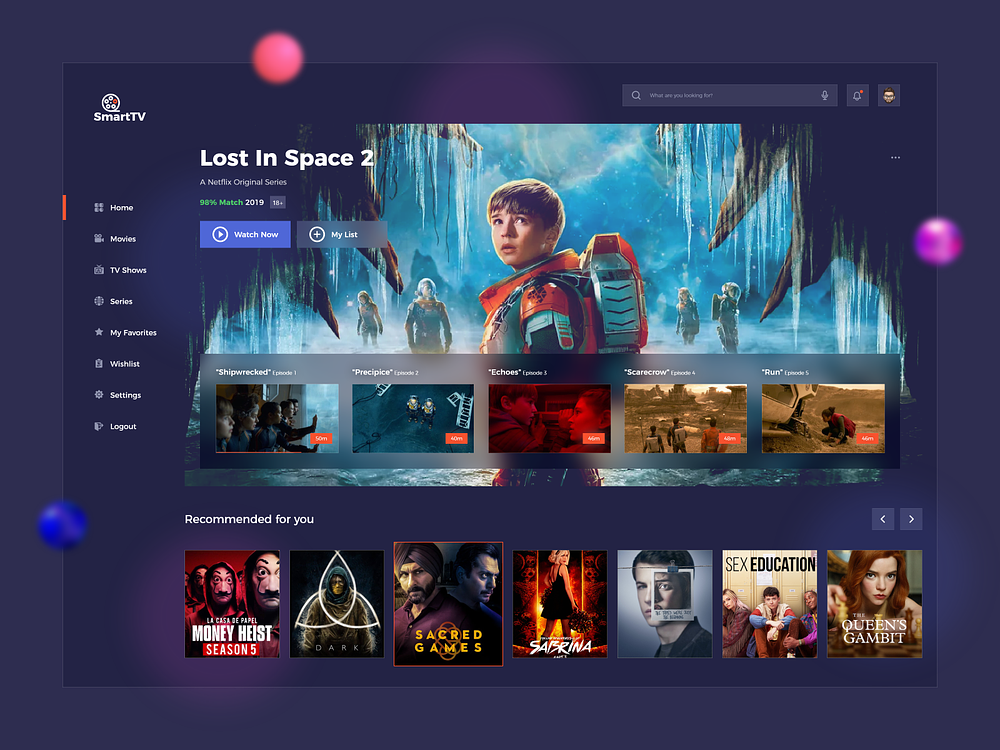 SmartTV
What are you looking for?
Lost In Space 2
A Netflix Original Series
98% Match 2019 18+
Watch Now
My List
Home
Movies
TV Shows
Series
My Favorites
Wishlist
Settings
Logout
"Shipwrecked" Episode 1
"Precipice" Episode 2
"Echoes" Episode 3
"Scarecrow" Episode 4
"Run" Episode 5
50m
40m
46m
48m
46m
Recommended for you
LA CASA DE PAPEL
MONEY HEIST
SEASON 5
DARK
SACRED
GAMES
SABRINA
SEX EDUCATION
THE
QUEEN'S
GAMBIT